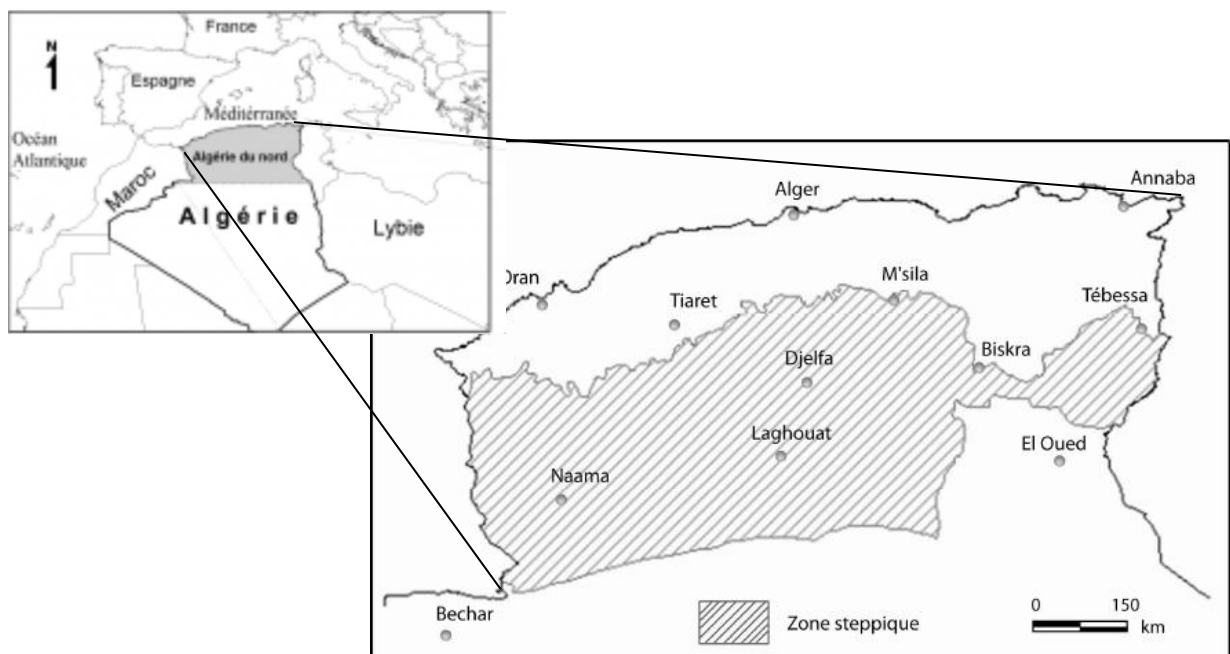 France
N
Espagne
Méditérranée
Océan
Atlantique
Algérie du nord
Maroc
Algérie
Lybie
Annaba
Alger
Oran
M'sila
Tiaret
Tébessa
Biskra
Djelfa
Laghouat
El Oued
Naama
Bechar
Zone steppique
0 150
km